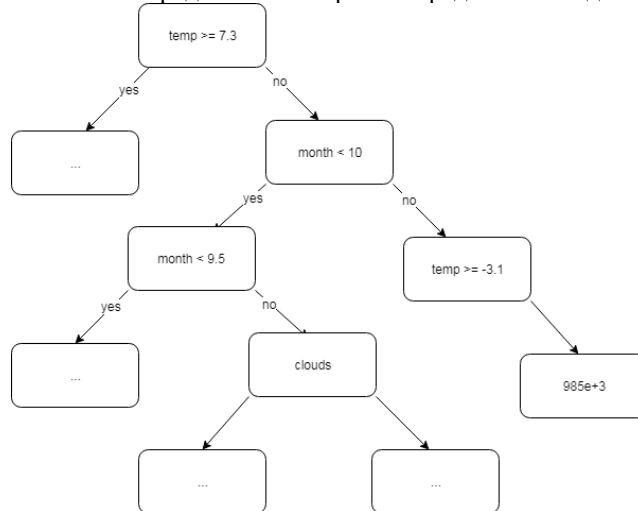 temp >= 7.3
yes
no
...
month < 10
yes
no
month < 9.5
temp >= -3.1
yes
no
...
clouds
985e+3
...
...